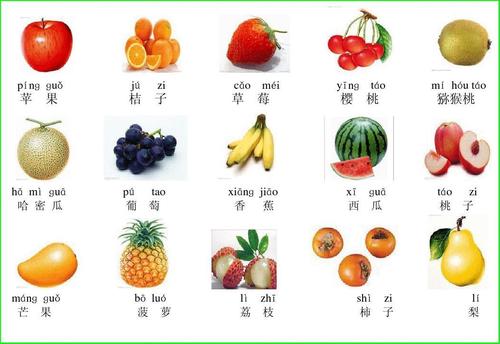 píng guǒ jú zi cǎo méi yīng táo mí hóu táo
苹 果 桔 子 草 莓 樱 桃 猕猴桃
hā mì guā pú tao xiāng jiāo xī guā táo zi
哈 密 瓜 葡 萄 香 蕉 西 瓜 桃 子
máng guǒ bō luó lì zhī shì zi lí
芒 果 菠 萝 荔 枝 柿 子 梨